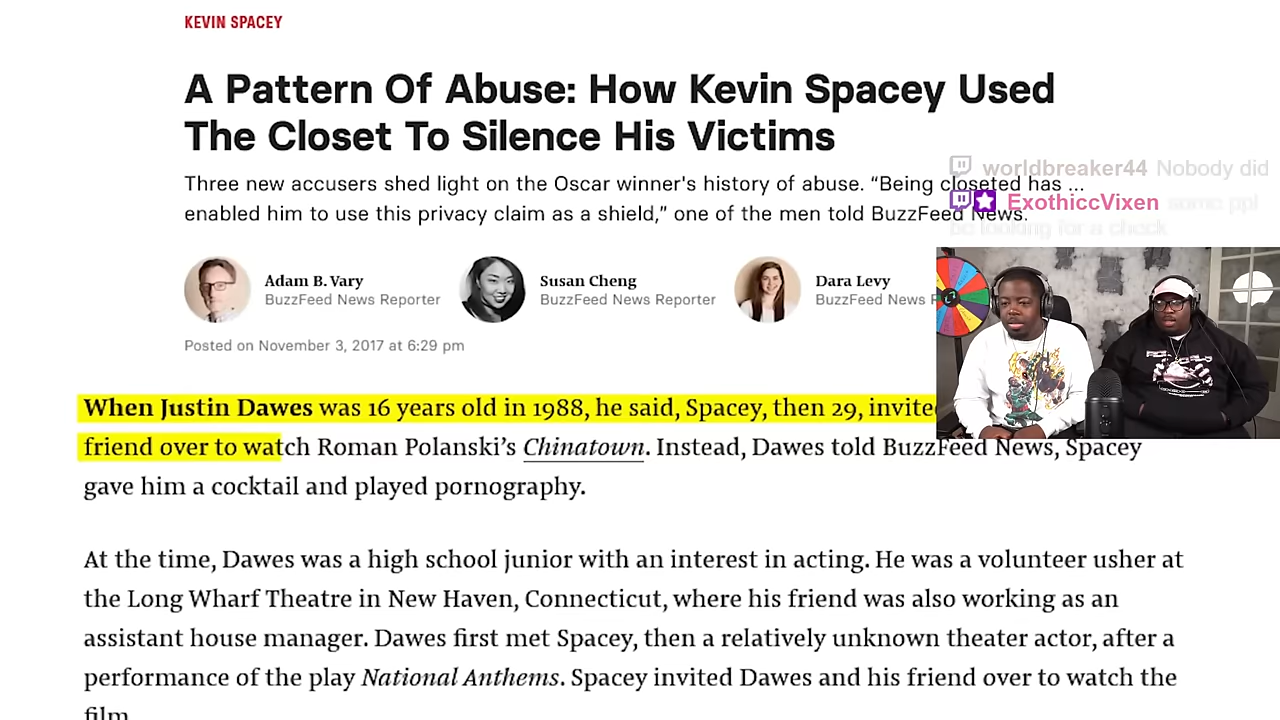 KEVIN SPACEY
A Pattern Of Abuse: How Kevin Spacey Used
The Closet To Silence His Victims
Three new accusers shed light on the Oscar winner's history of abuse. “Being closeted has ...
enabled him to use this privacy claim as a shield,” one of the men told BuzzFeed News.
worldbreaker44 Nobody did
ExothiccVixen some ppl
be looking for a check
Adam B. Vary
BuzzFeed News Reporter
Susan Cheng
BuzzFeed News Reporter
Dara Levy
BuzzFeed News R
Posted on November 3, 2017 at 6:29 pm
When Justin Dawes was 16 years old in 1988, he said, Spacey, then 29, invited
friend over to watch Roman Polanski’s Chinatown. Instead, Dawes told BuzzFeed News, Spacey
gave him a cocktail and played pornography.
At the time, Dawes was a high school junior with an interest in acting. He was a volunteer usher at
the Long Wharf Theatre in New Haven, Connecticut, where his friend was also working as an
assistant house manager. Dawes first met Spacey, then a relatively unknown theater actor, after a
performance of the play National Anthems. Spacey invited Dawes and his friend over to watch the
film.